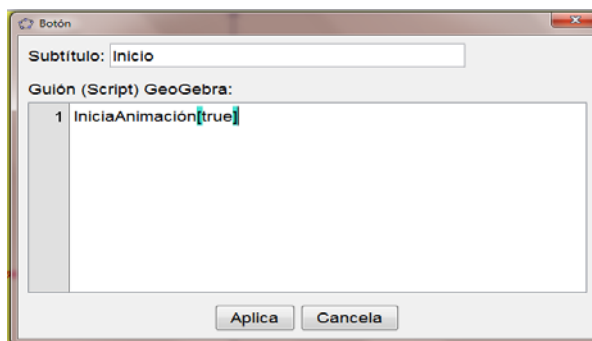 Botón
Subtítulo: Inicio
Guión (Script) GeoGebra:
1 IniciaAnimación[true]
Aplica Cancela